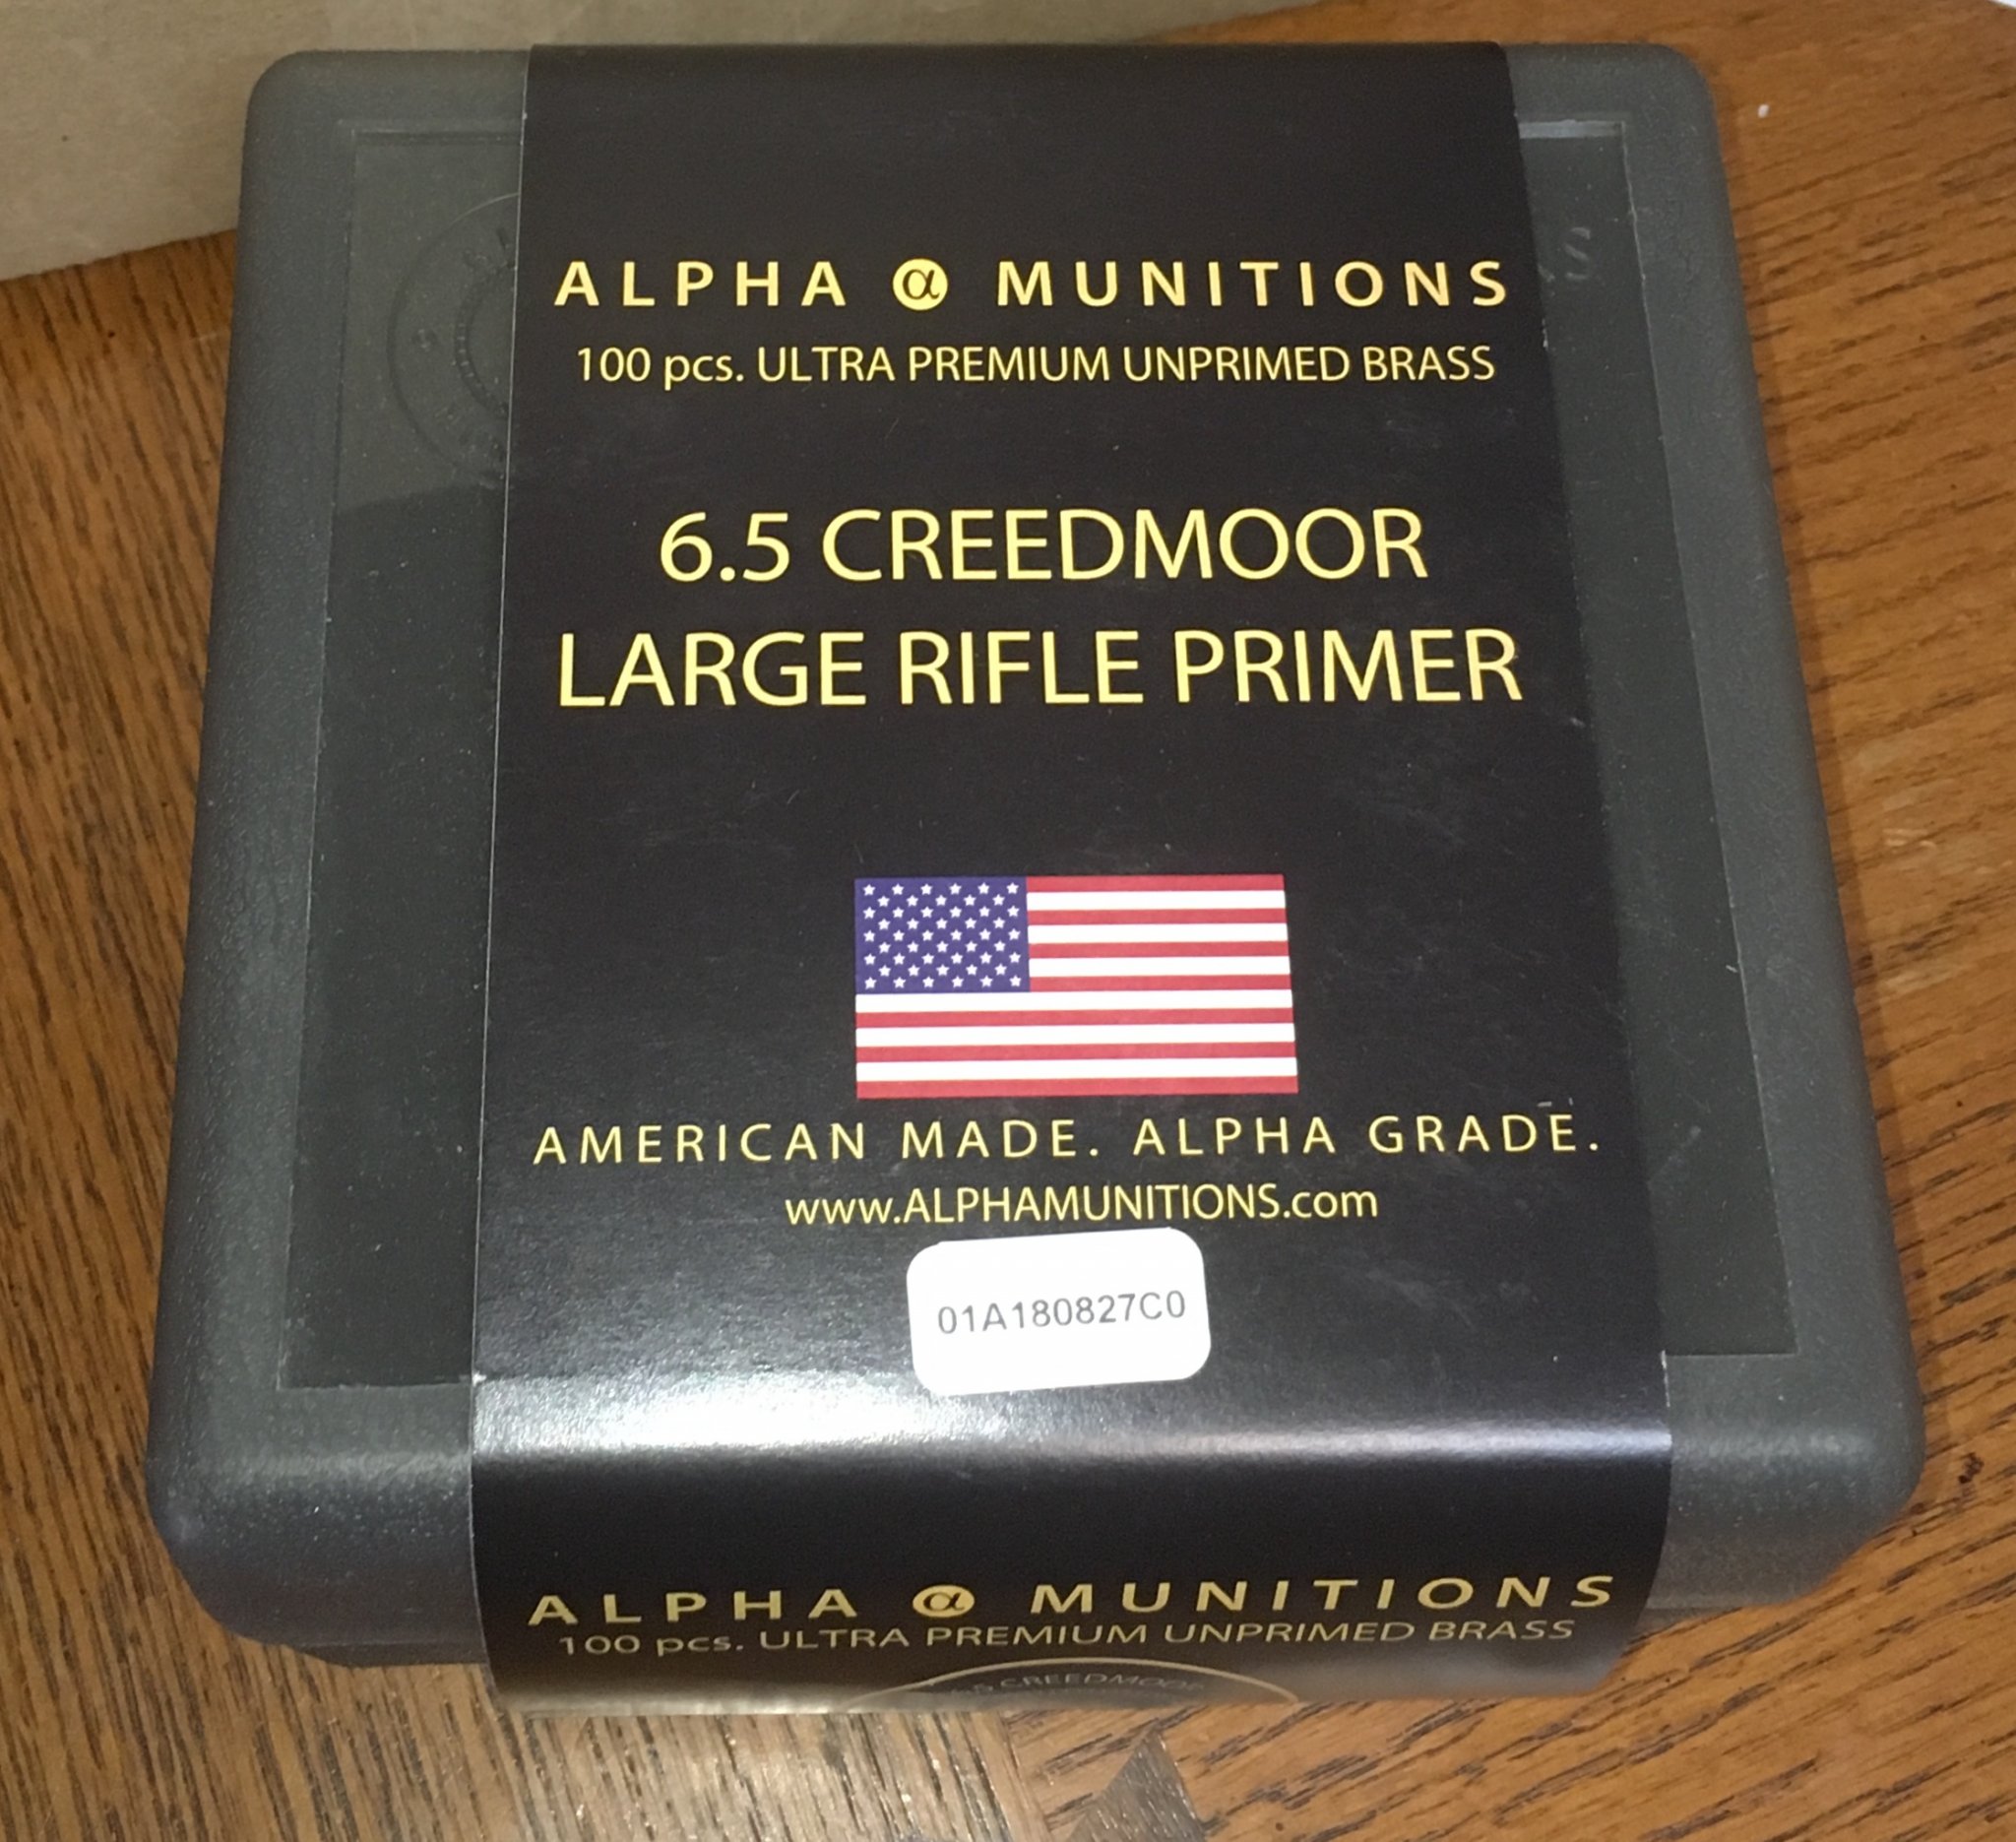 ALPHA α MUNITIONS
100 pcs. ULTRA PREMIUM UNPRIMED BRASS
6.5 CREEDMOOR
LARGE RIFLE PRIMER
AMERICAN MADE. ALPHA GRADE.
www.ALPHAMUNITIONS.com
01A180827C0
ALPHA α MUNITIONS
100 pcs. ULTRA PREMIUM UNPRIMED BRASS
CREEDMOOR